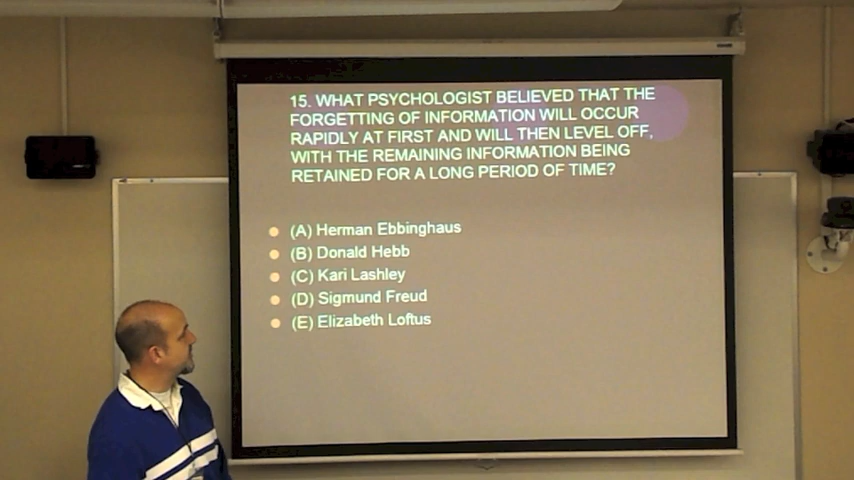 15. WHAT PSYCHOLOGIST BELIEVED THAT THE
FORGETTING OF INFORMATION WILL OCCUR
RAPIDLY AT FIRST AND WILL THEN LEVEL OFF,
WITH THE REMAINING INFORMATION BEING
RETAINED FOR A LONG PERIOD OF TIME?
(A) Herman Ebbinghaus
(B) Donald Hebb
(C) Kari Lashley
(D) Sigmund Freud
(E) Elizabeth Loftus